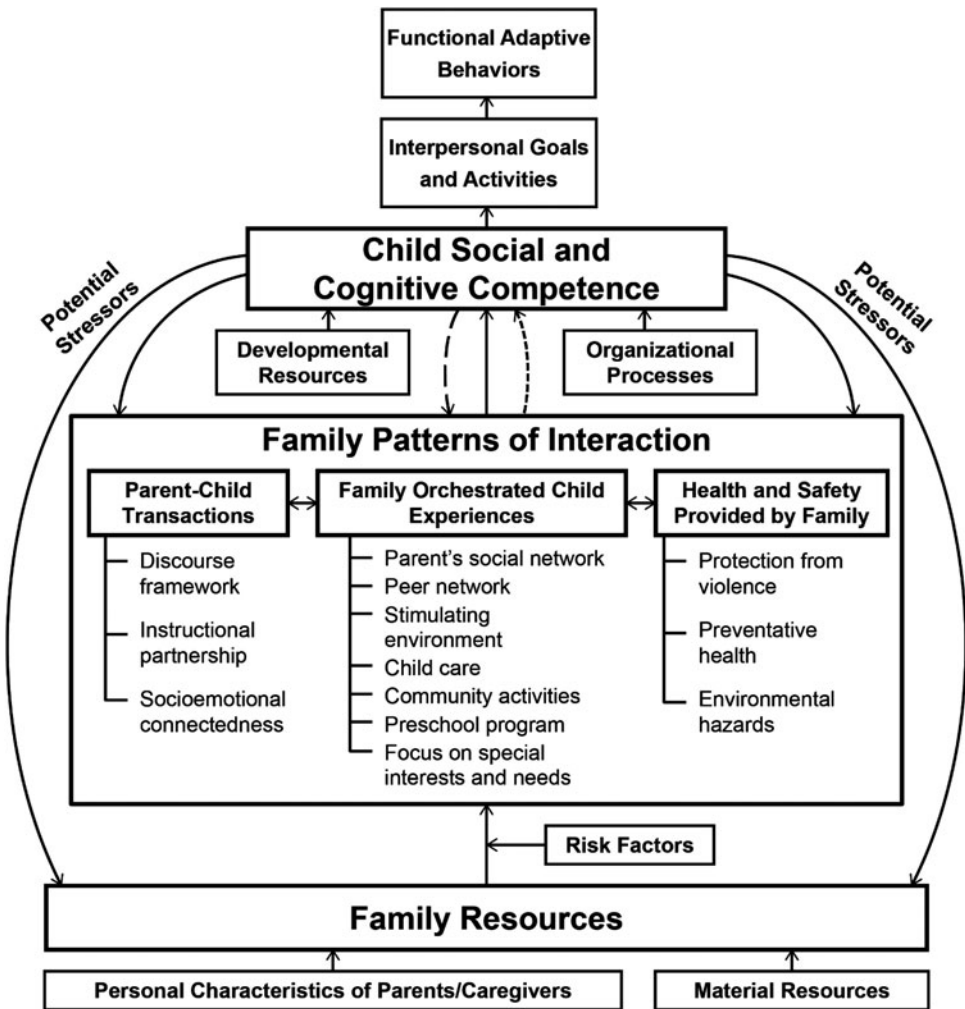 Functional Adaptive
Behaviors
Interpersonal Goals
and Activities
Child Social and
Cognitive Competence
Potential
Stressors
Potential
Stressors
Developmental
Resources
Organizational
Processes
Family Patterns of Interaction
Parent-Child
Transactions
Discourse
framework
Instructional
partnership
Socioemotional
connectedness
Family Orchestrated Child
Experiences
Parent's social network
Peer network
Stimulating
environment
Child care
Community activities
Preschool program
Focus on special
interests and needs
Health and Safety
Provided by Family
Protection from
violence
Preventative
health
Environmental
hazards
Risk Factors
Family Resources
Personal Characteristics of Parents/Caregivers
Material Resources